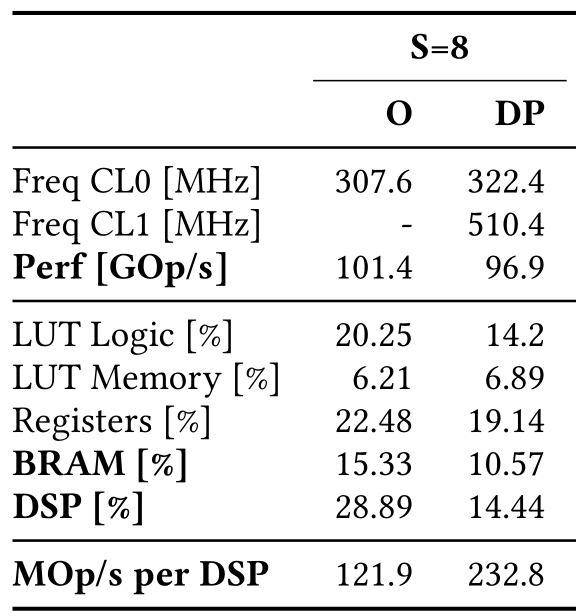 S=8
O DP
Freq CL0 [MHz] 307.6 322.4
Freq CL1 [MHz] - 510.4
Perf [GOp/s] 101.4 96.9
LUT Logic [%] 20.25 14.2
LUT Memory [%] 6.21 6.89
Registers [%] 22.48 19.14
BRAM [%] 15.33 10.57
DSP [%] 28.89 14.44
MOp/s per DSP 121.9 232.8